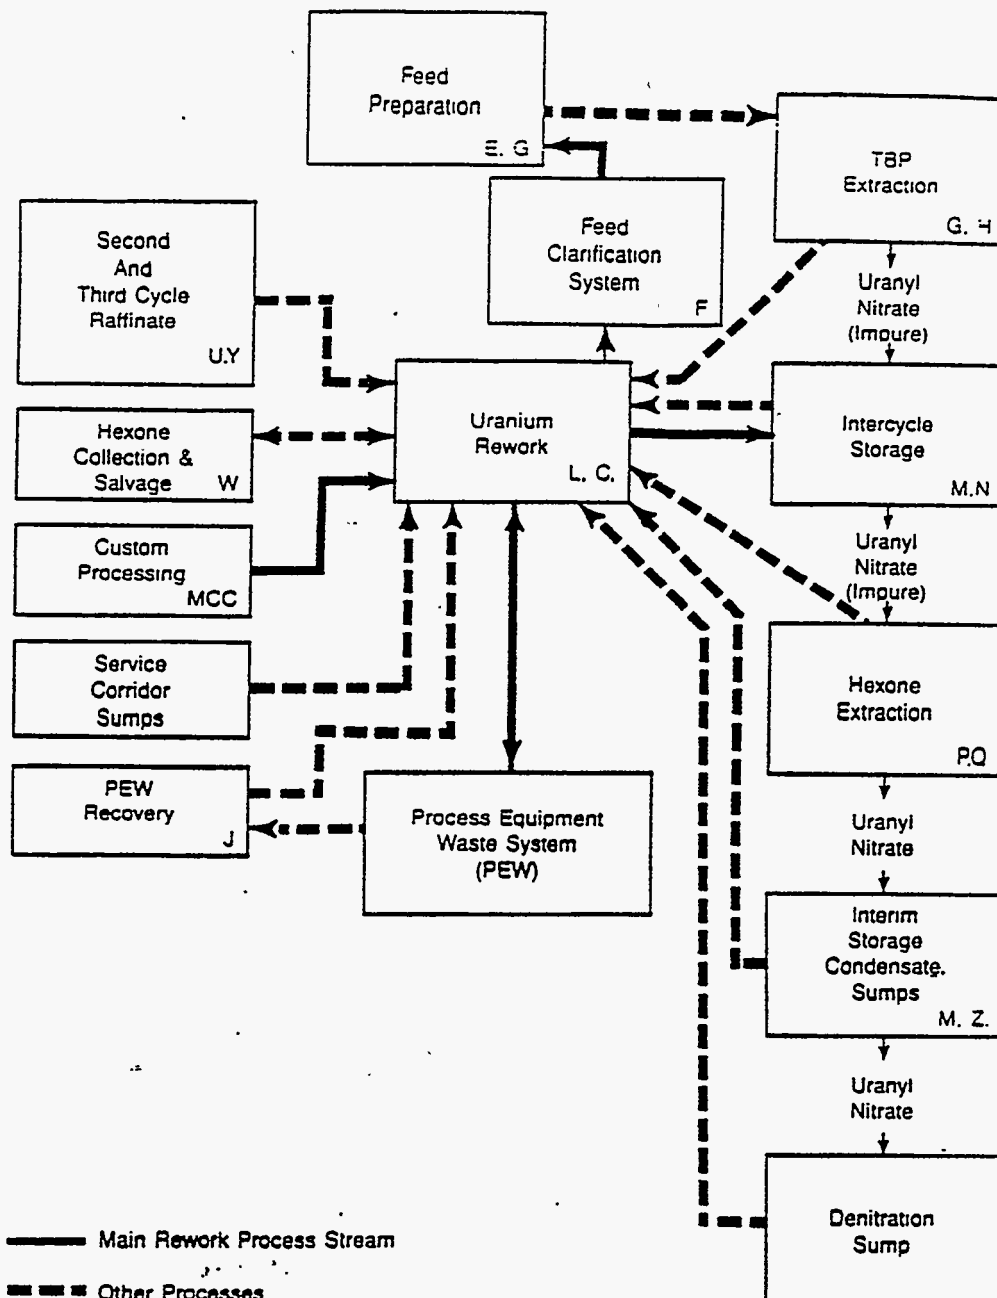 Feed
Preparation
E. G
TBP
Extraction
G. H
Feed
Clarification
System
F
Second
And
Third Cycle
Raffinate
U.Y
Uranyl
Nitrate
(Impure)
Uranium
Rework
L. C.
Intercycle
Storage
M.N
Hexone
Collection &
Salvage
W
Custom
Processing
MCC
Uranyl
Nitrate
(Impure)
Service
Corridor
Sumps
Hexone
Extraction
P.Q
PEW
Recovery
J
Process Equipment
Waste System
(PEW)
Uranyl
Nitrate
Interim
Storage
Condensate.
Sumps
M. Z.
Uranyl
Nitrate
Denitration
Sump
Main Rework Process Stream
Other Processes